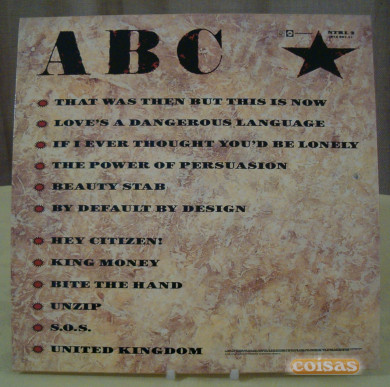 ABC
NTRL 2
THAT WAS THEN BUT THIS IS NOW
LOVE'S A DANGEROUS LANGUAGE
IF I EVER THOUGHT YOU'D BE LONELY
THE POWER OF PERSUASION
BEAUTY STAB
BY DEFAULT BY DESIGN
HEY CITIZEN!
KING MONEY
BITE THE HAND
UNZIP
S.O.S.
UNITED KINGDOM
coisas